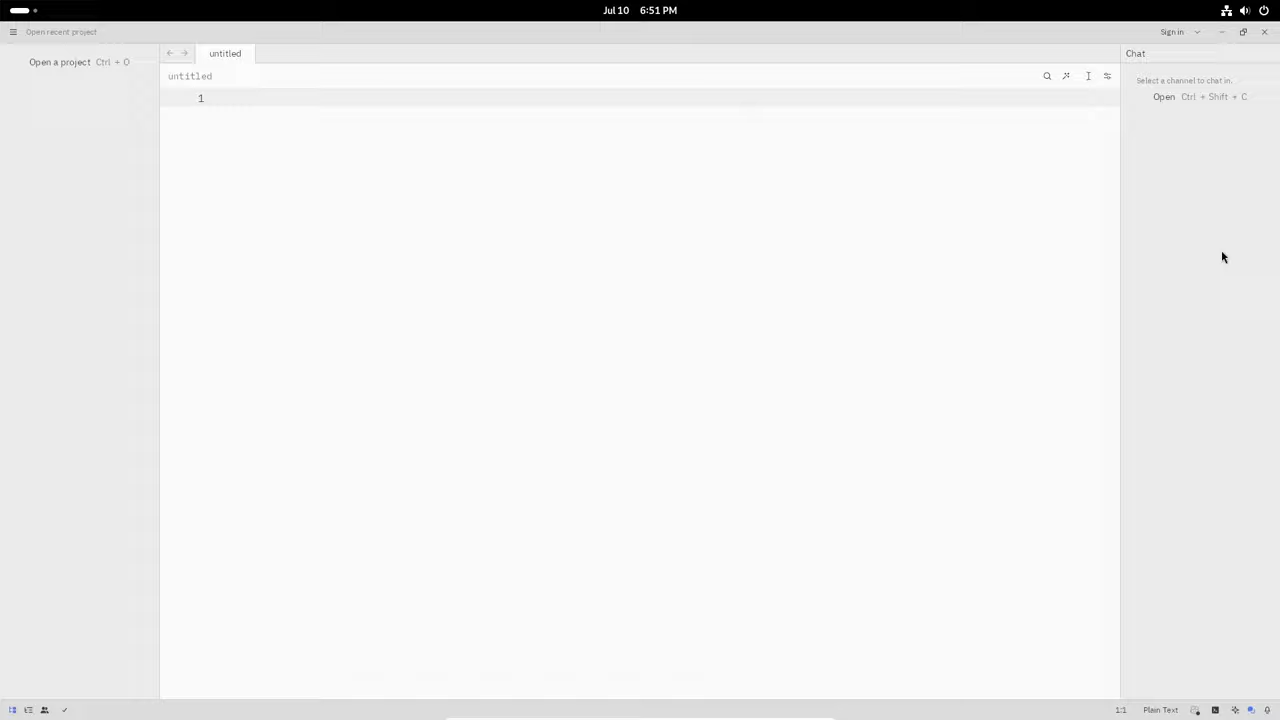 Jul 10 6:51 PM
Open recent project
Sign in
Open a project Ctrl + O
untitled
Chat
untitled
Select a channel to chat in.
Open Ctrl + Shift + C
1
1:1
Plain Text